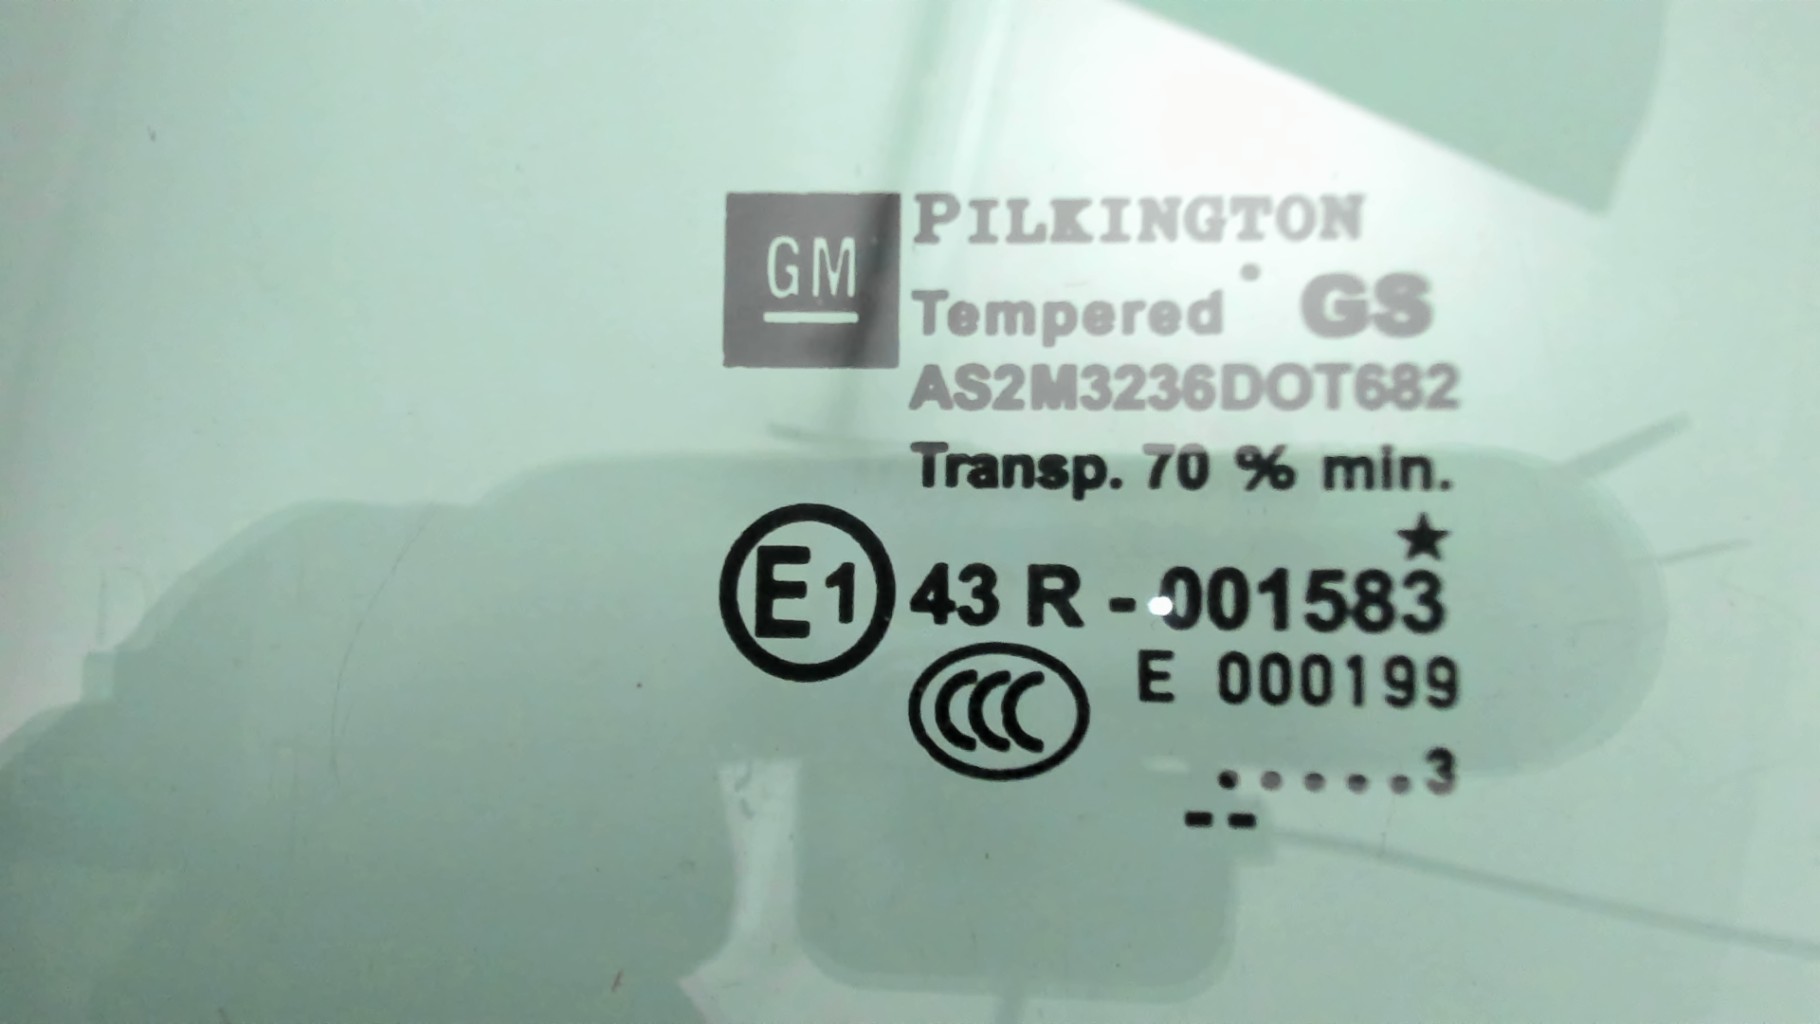 GM
PILKINGTON
Tempered GS
AS2M3236DOT682
Transp. 70 % min.
E1 43 R - 001583
CCC E 000199
.....3
--